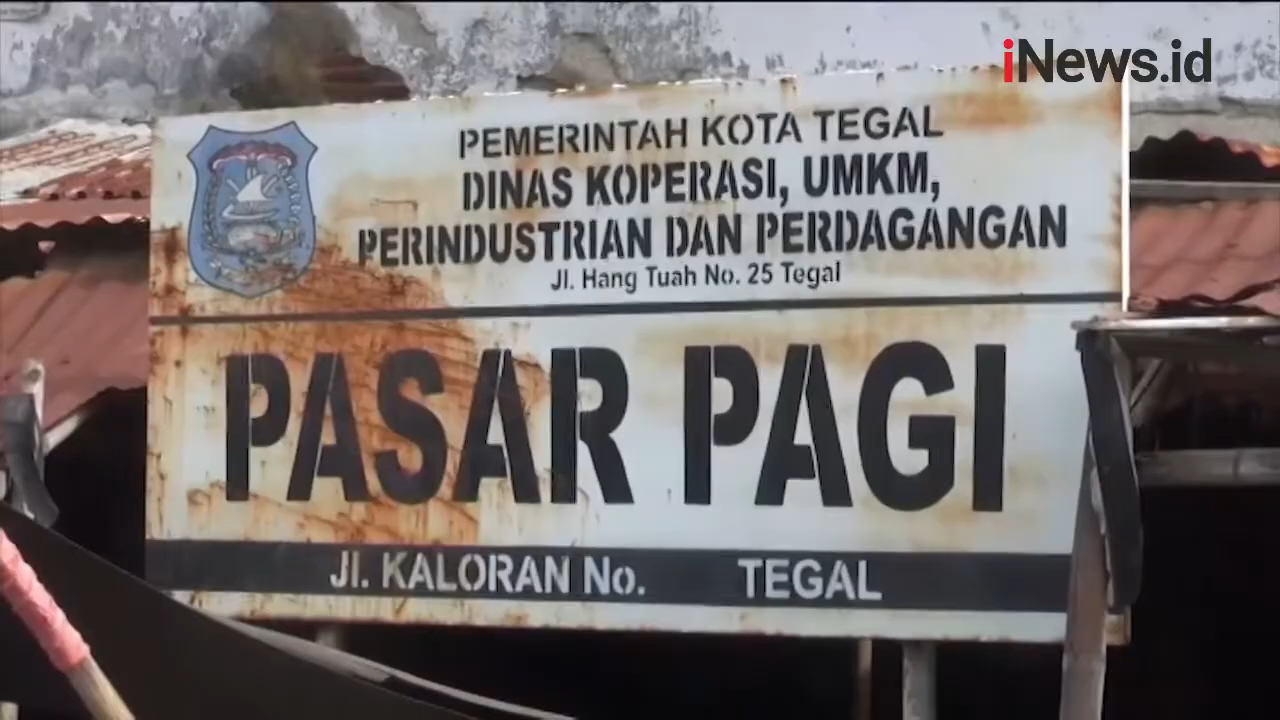 iNews.id
PEMERINTAH KOTA TEGAL
DINAS KOPERASI, UMKM,
PERINDUSTRIAN DAN PERDAGANGAN
Jl. Hang Tuah No. 25 Tegal
PASAR PAGI
Jl. KALORAN No. TEGAL